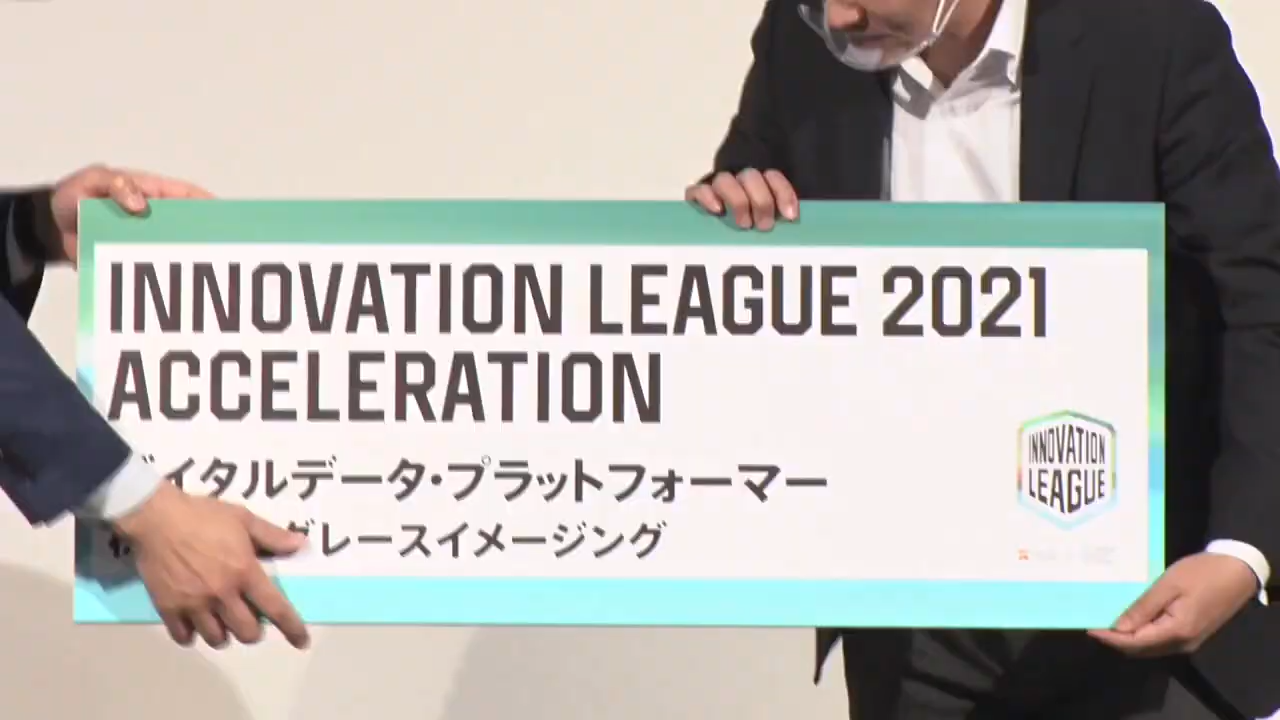 INNOVATION LEAGUE 2021
ACCELERATION
イタルデータ・プラットフォーマー
グレースイメージング
INNOVATION
LEAGUE